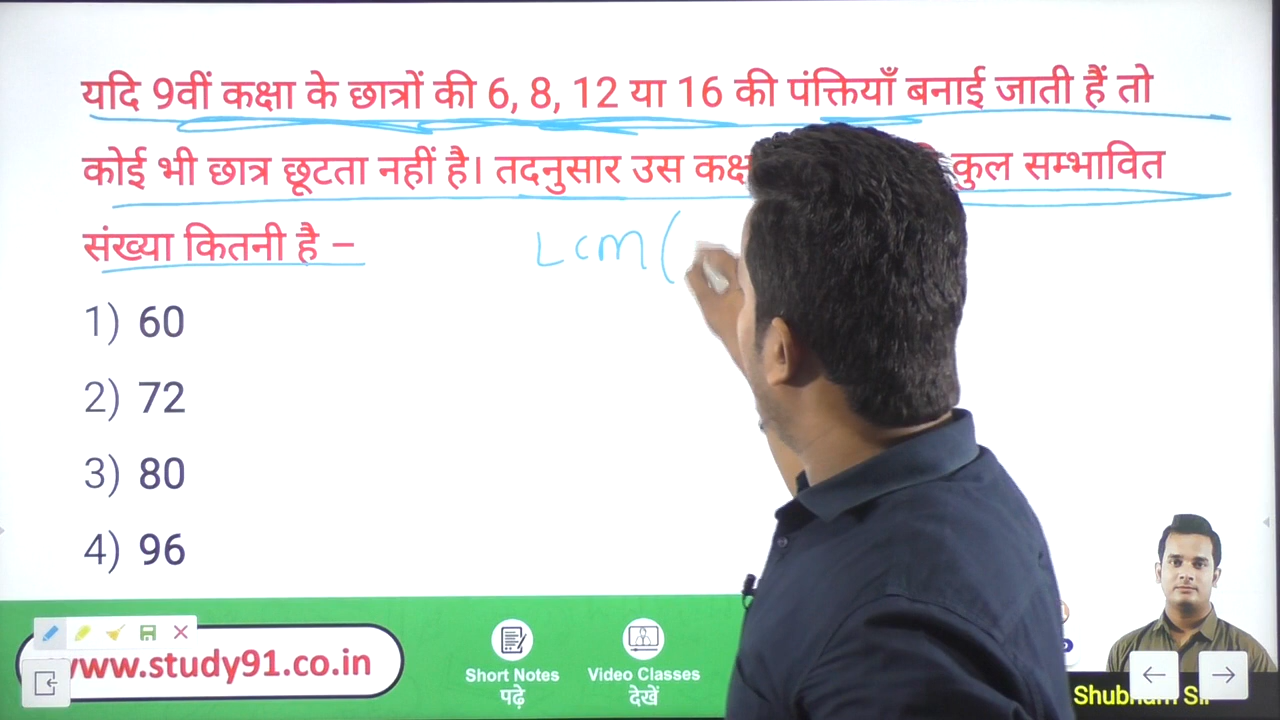 यदि 9वीं कक्षा के छात्रों की 6, 8, 12 या 16 की पंक्तियाँ बनाई जाती हैं तो
कोई भी छात्र छूटता नहीं है। तदनुसार उस कुल सम्भावित
संख्या कितनी है –
LCM (
1) 60
2) 72
3) 80
4) 96
www.study91.co.in
Short Notes
पढ़े
Video Classes
देखें